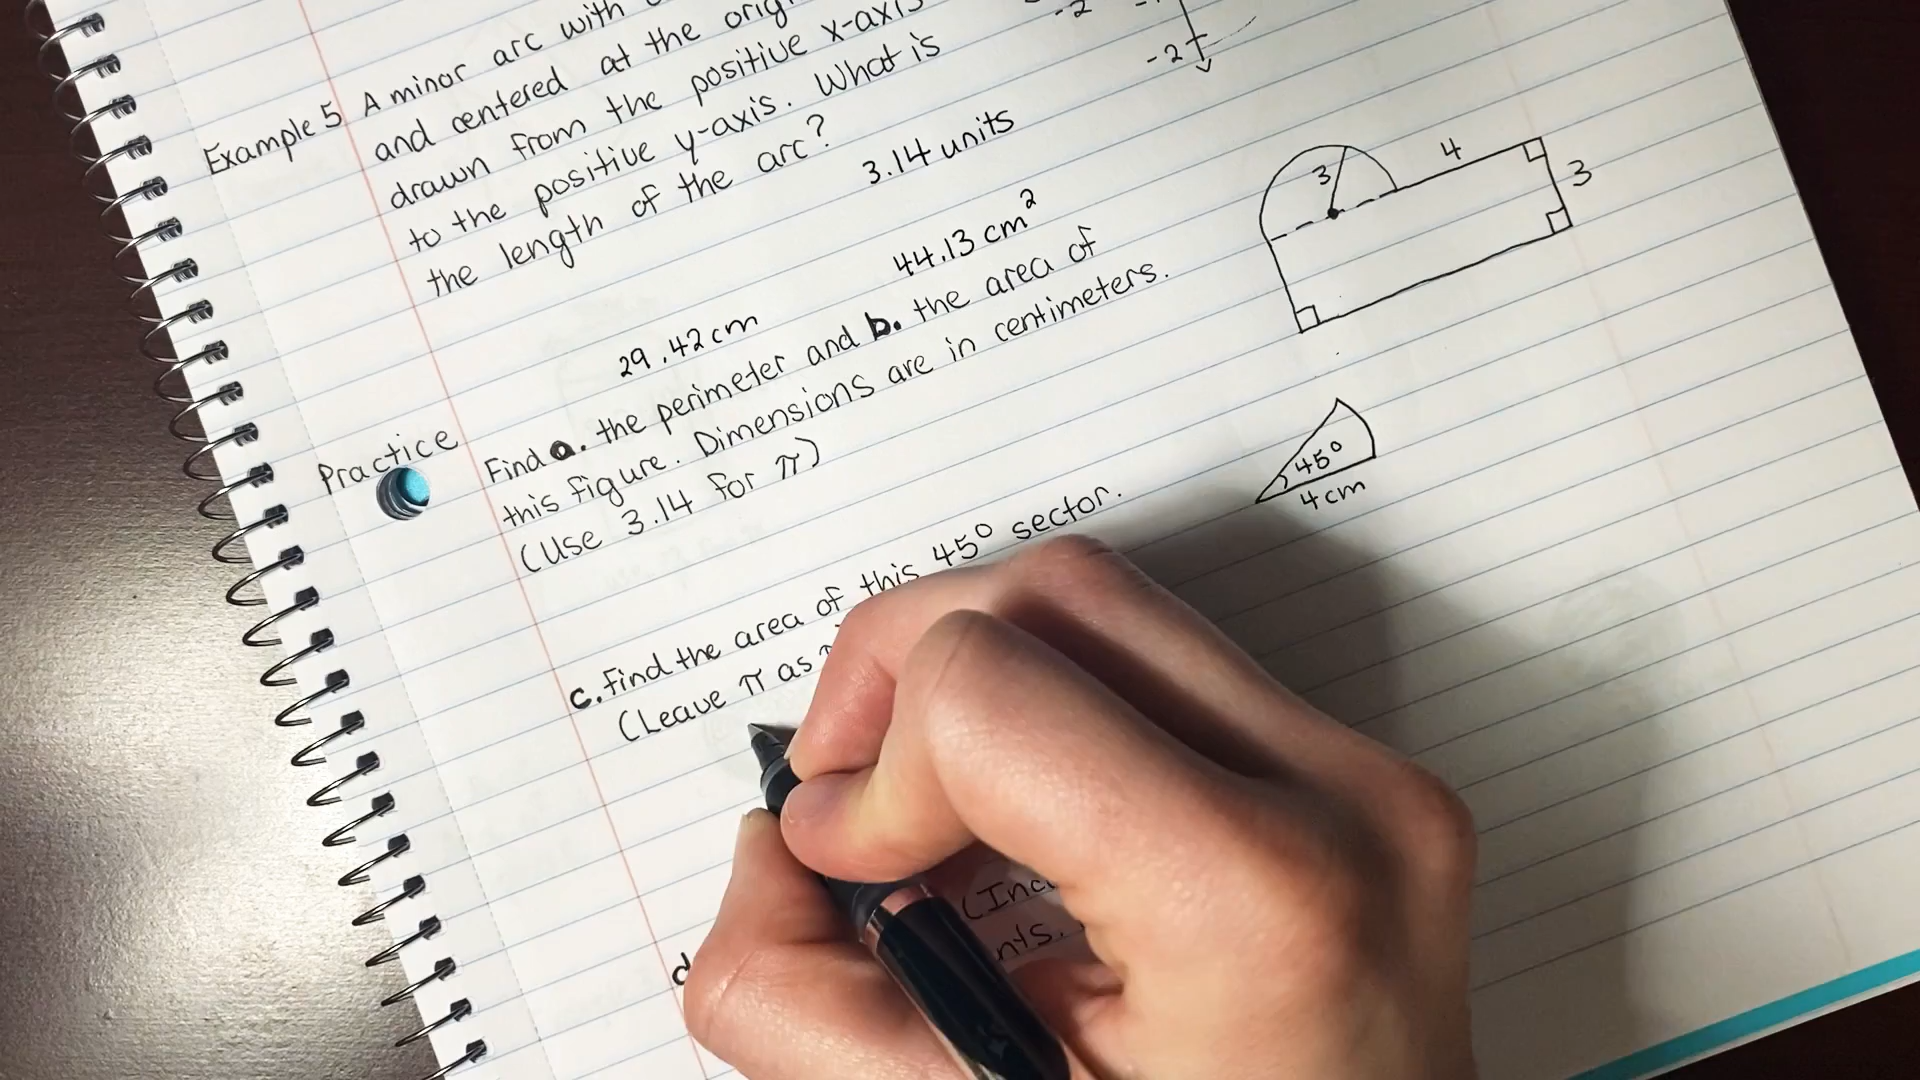 Example 5 A minor arc with
and centered at the orig
drawn from the positive x-axis
to the positive y-axis. What is
the length of the arc?
3.14 units
-2
-2
3
4
3
29.42 cm
44.13 cm²
Practice
Find a. the perimeter and b. the area of
this figure. Dimensions are in centimeters.
(Use 3.14 for π)
45°
4 cm
c. Find the area of this 45° sector.
(Leave π as